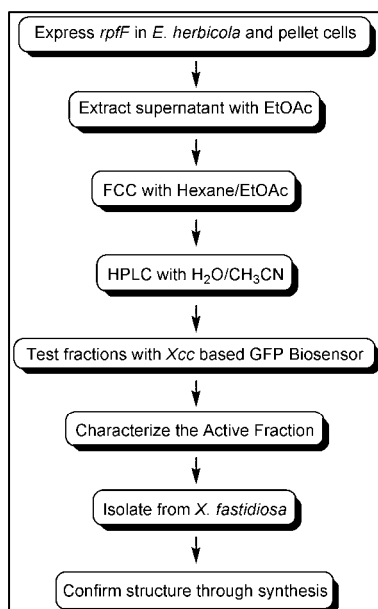 Express rpfF in E. herbicola and pellet cells
Extract supernatant with EtOAc
FCC with Hexane/EtOAc
HPLC with H₂O/CH₃CN
Test fractions with Xcc based GFP Biosensor
Characterize the Active Fraction
Isolate from X. fastidiosa
Confirm structure through synthesis